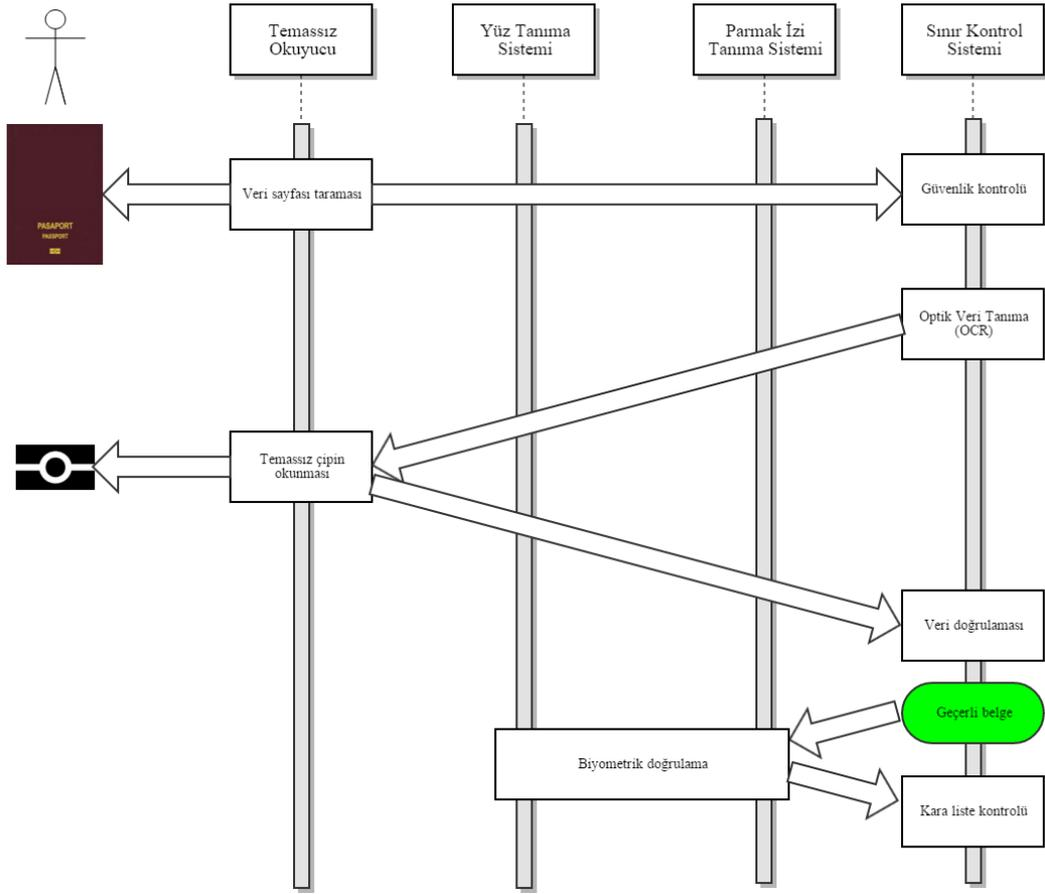 Temassız
Okuyucu
Yüz Tanıma
Sistemi
Parmak İzi
Tanıma Sistemi
Sınır Kontrol
Sistemi
PASAPORT
PASSPORT
Veri sayfası taraması
Güvenlik kontrolü
Optik Veri Tanıma
(OCR)
Temassız çipin
okunması
Veri doğrulaması
Geçerli belge
Biyometrik doğrulama
Kara liste kontrolü